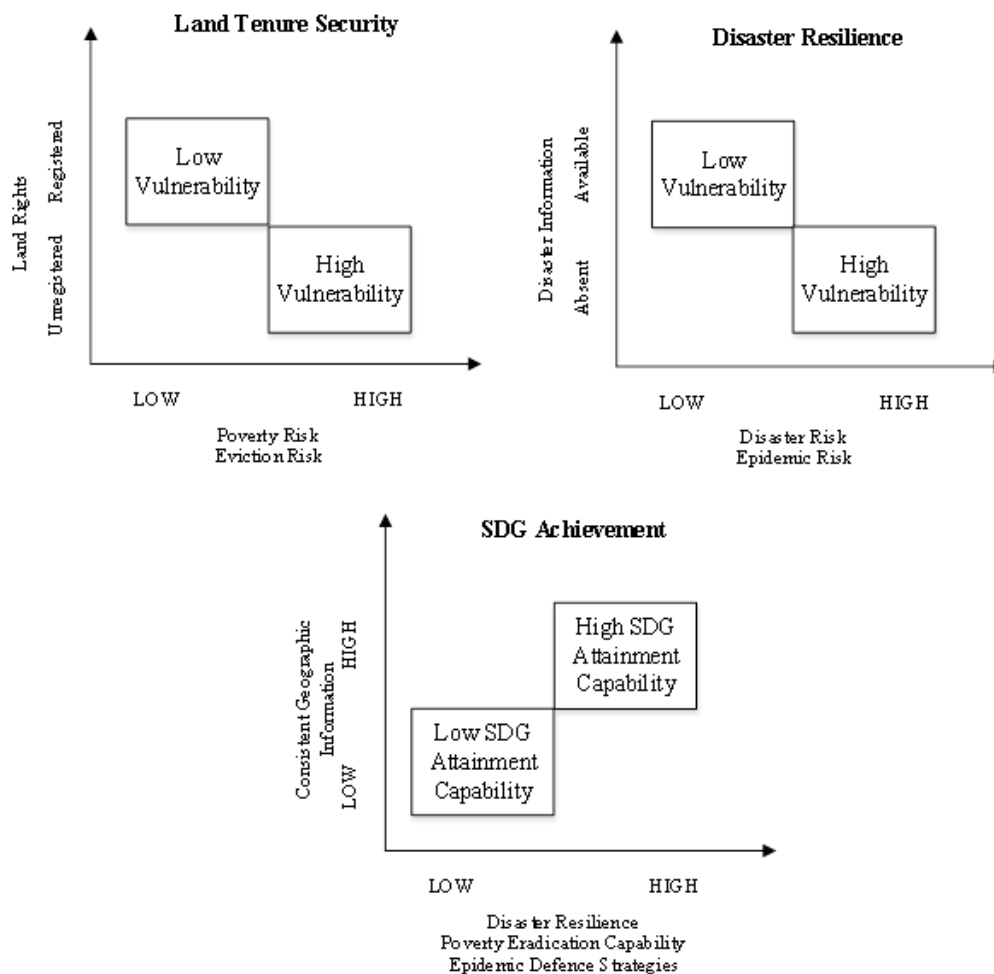 Land Tenure Security
Land Rights
Unregistered Registered
Low
Vulnerability
High
Vulnerability
LOW HIGH
Poverty Risk
Eviction Risk
Disaster Resilience
Disaster Information
Absent Available
Low
Vulnerability
High
Vulnerability
LOW HIGH
Disaster Risk
Epidemic Risk
SDG Achievement
Consistent Geographic
Information
LOW HIGH
High SDG
Attainment
Capability
Low SDG
Attainment
Capability
LOW HIGH
Disaster Resilience
Poverty Eradication Capability
Epidemic Defence Strategies